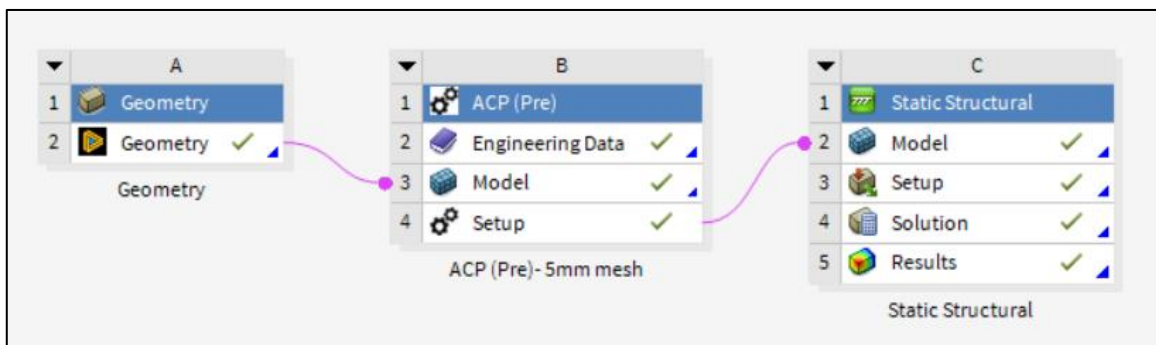 A
1 Geometry
2 Geometry
Geometry
B
1 ACP (Pre)
2 Engineering Data
3 Model
4 Setup
ACP (Pre)- 5mm mesh
C
1 Static Structural
2 Model
3 Setup
4 Solution
5 Results
Static Structural